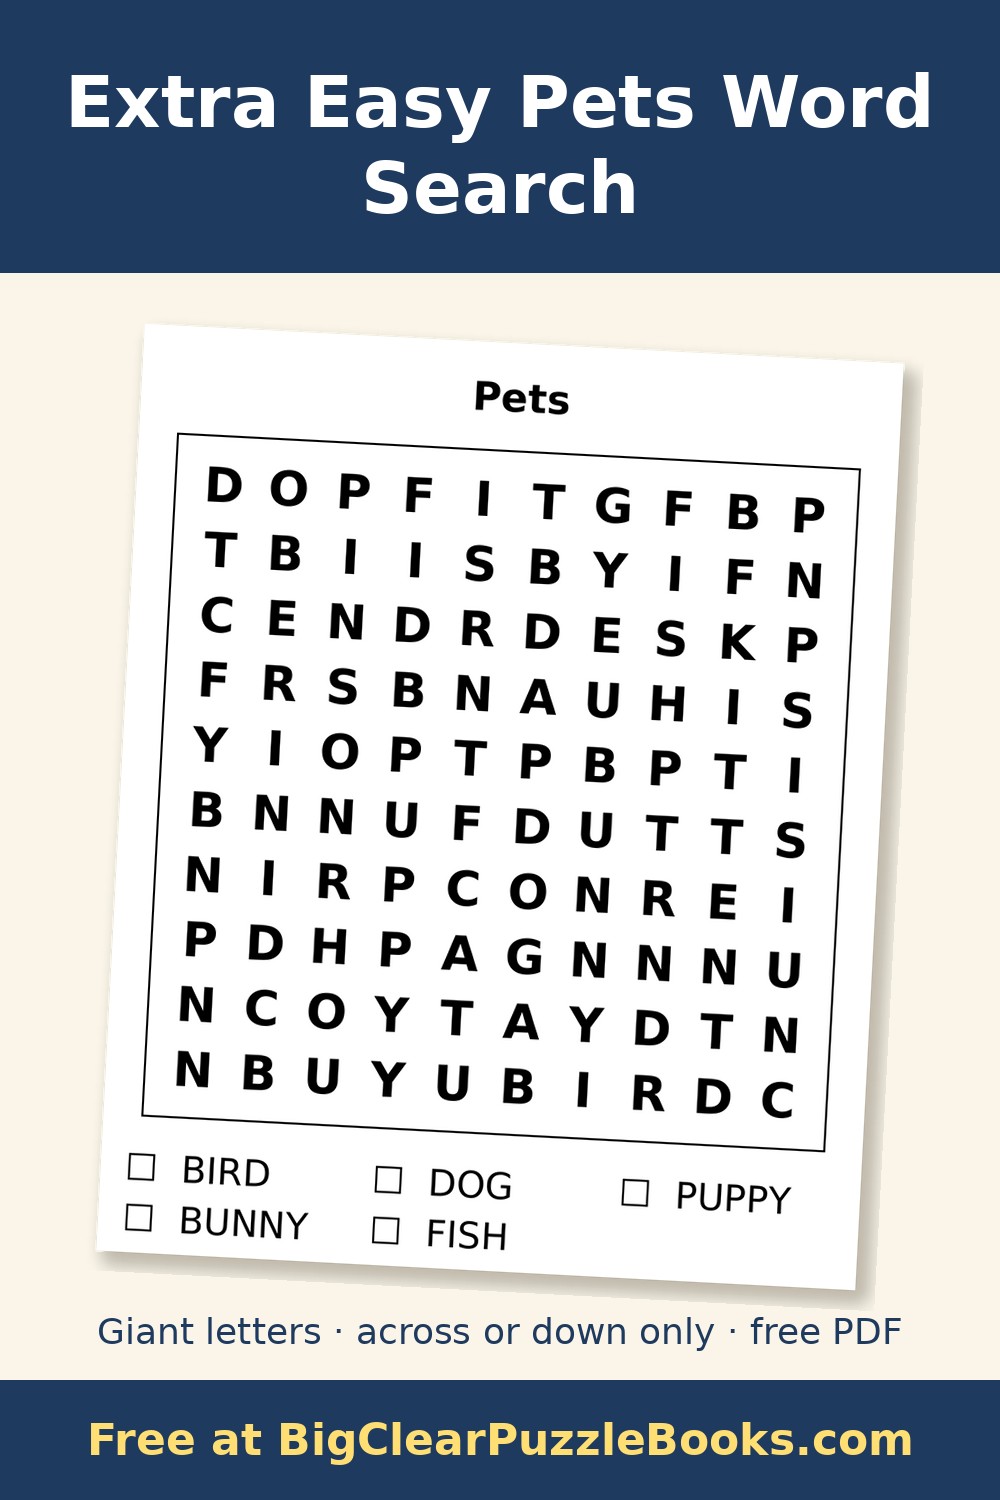 Extra Easy Pets Word
Search
Pets
D O P F I T G F B P
T B I I S B Y I F N
C E N D R D E S K P
F R S B N A U H I S
Y I O P T P B P T I
B N N U F D U T T S
N I R P C O N R E I
P D H P A G N N N U
N C O Y T A Y D T N
N B U Y U B I R D C
☐ BIRD ☐ DOG ☐ PUPPY
☐ BUNNY ☐ FISH
Giant letters · across or down only · free PDF
Free at BigClearPuzzleBooks.com